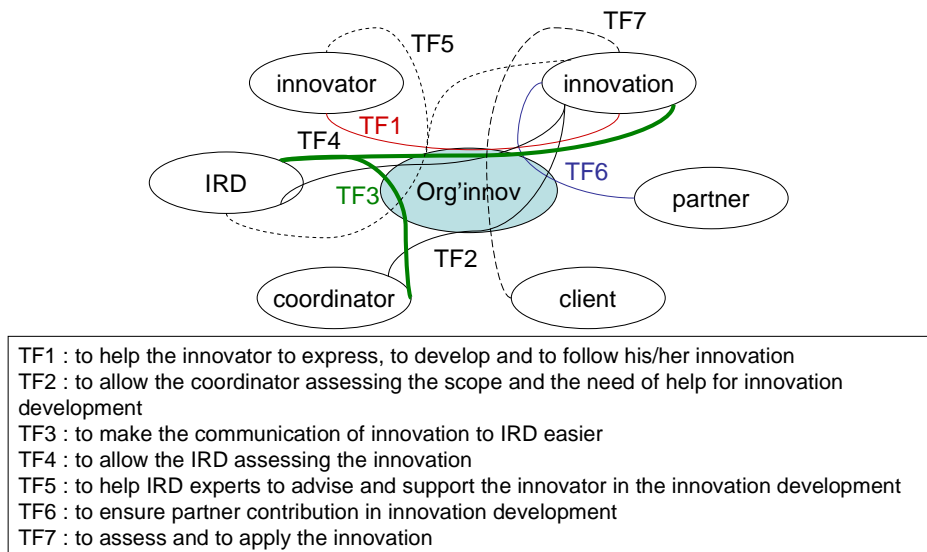 TF7
TF5
innovator
innovation
TF1
TF4
TF6
IRD
TF3
Org'innov
partner
TF2
coordinator
client
TF1 : to help the innovator to express, to develop and to follow his/her innovation
TF2 : to allow the coordinator assessing the scope and the need of help for innovation
development
TF3 : to make the communication of innovation to IRD easier
TF4 : to allow the IRD assessing the innovation
TF5 : to help IRD experts to advise and support the innovator in the innovation development
TF6 : to ensure partner contribution in innovation development
TF7 : to assess and to apply the innovation